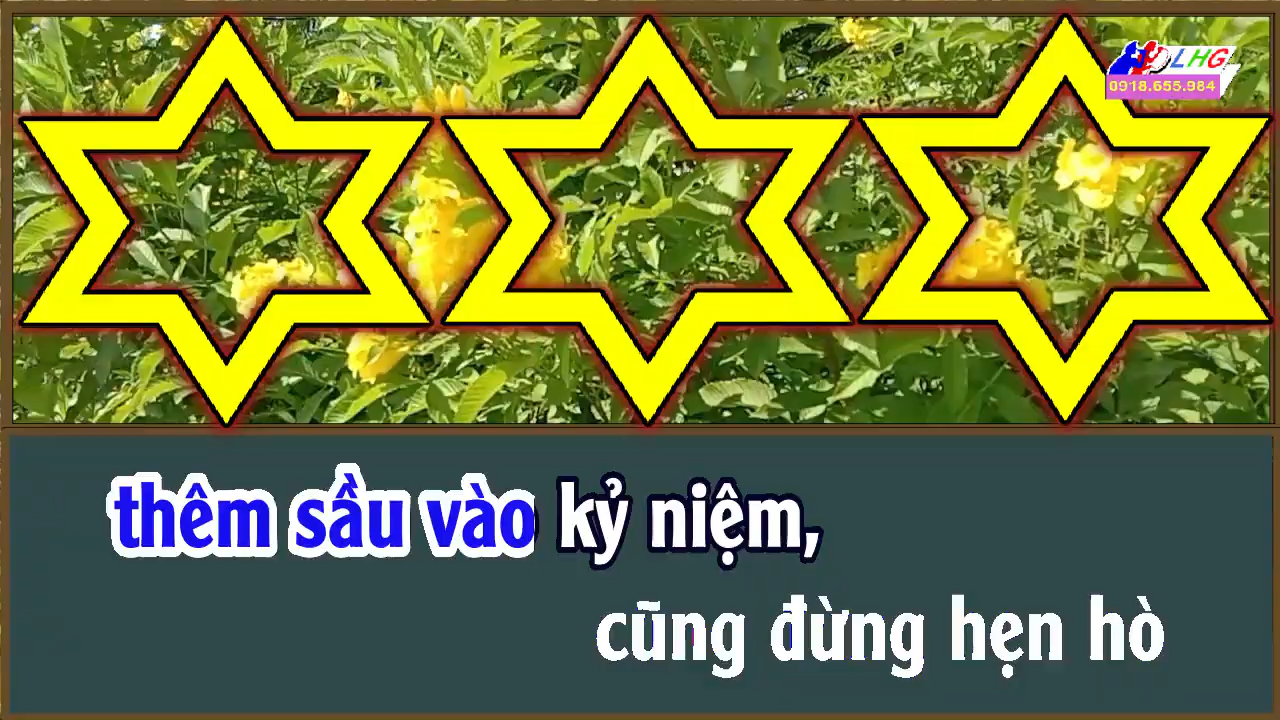 LHG
0918.655.984
thêm sầu vào kỷ niệm,
cũng đừng hẹn hò